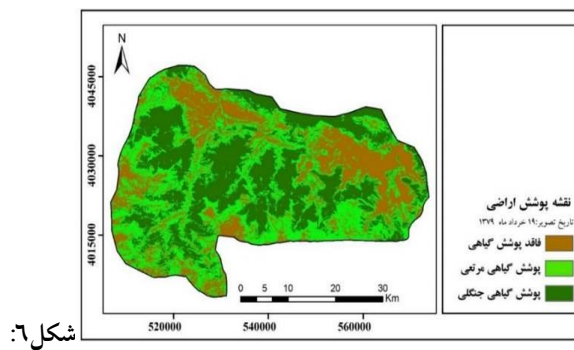 N
4045000
4030000
4015000
520000 540000 560000
0 5 10 20 30
Km
نقشه پوشش اراضی
تاریخ تصویر:۱۹ خرداد ماه ۱۳۷۹
فاقد پوشش گیاهی
پوشش گیاهی مرتعی
پوشش گیاهی جنگلی
شکل٦: